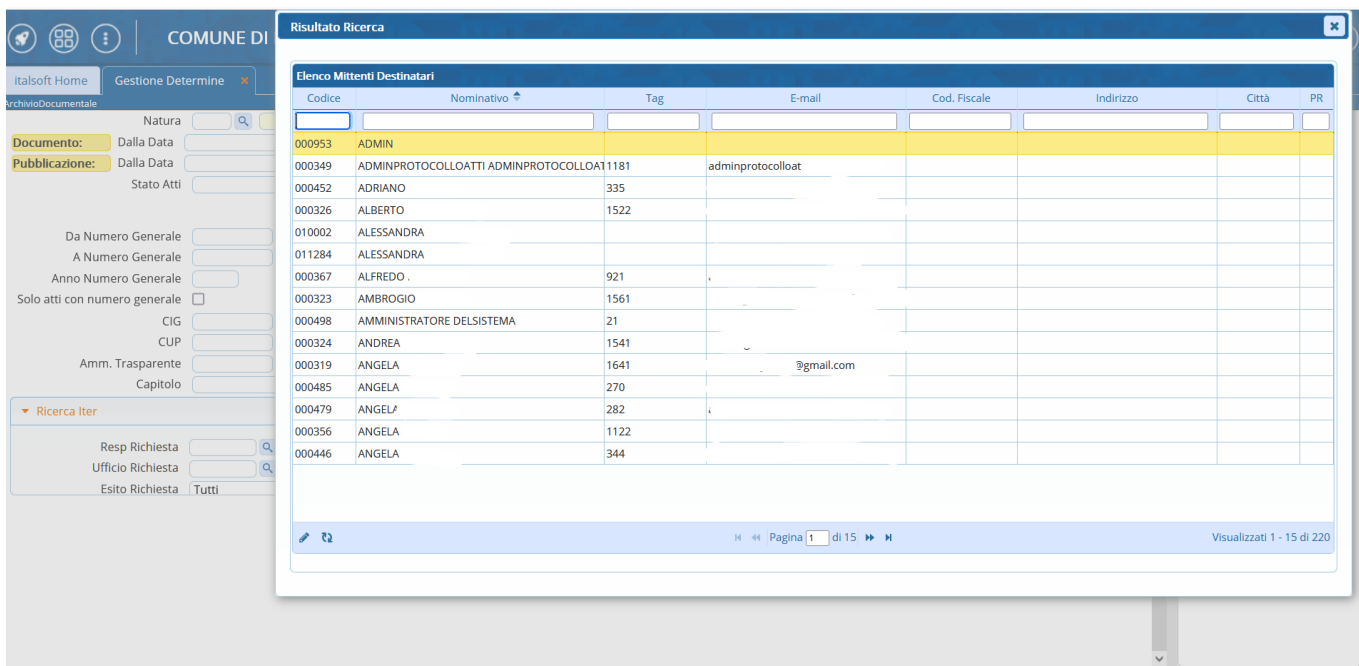 COMUNE DI
Risultato Ricerca
italsoft Home
Gestione Determine
ArchivioDocumentale
Natura
Documento: Dalla Data
Pubblicazione: Dalla Data
Stato Atti
Da Numero Generale
A Numero Generale
Anno Numero Generale
Solo atti con numero generale
CIG
CUP
Amm. Trasparente
Capitolo
Ricerca Iter
Resp Richiesta
Ufficio Richiesta
Esito Richiesta Tutti
Elenco Mittenti Destinatari
Codice Nominativo Tag E-mail Cod. Fiscale Indirizzo Città PR
000953 ADMIN
000349 ADMINPROTOCOLLOATTI ADMINPROTOCOLLOAT 1181 adminprotocolloat
000452 ADRIANO 335
000326 ALBERTO 1522
010002 ALESSANDRA
011284 ALESSANDRA
000367 ALFREDO . 921
000323 AMBROGIO 1561
000498 AMMINISTRATORE DELSISTEMA 21
000324 ANDREA 1541
000319 ANGELA 1641 @gmail.com
000485 ANGELA 270
000479 ANGELA 282
000356 ANGELA 1122
000446 ANGELA 344
Pagina 1 di 15
Visualizzati 1 - 15 di 220